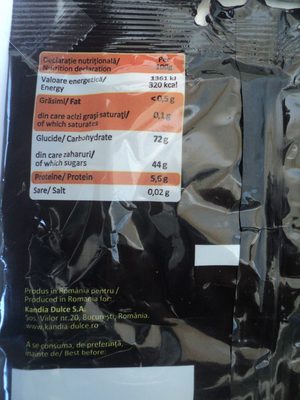 Declarație nutrițională/ Per
Nutrition declaration 100g
Valoare energetică/ 1361 kJ
Energy 320 kcal
Grăsimi/ Fat <0,5 g
din care acizi grași saturați/ 0,1g
of which saturates
Glucide/ Carbohydrate 72g
din care zaharuri/
of which sugars 44 g
Proteine/ Protein 5,6g
Sare/ Salt 0,02 g
Produs în România pentru /
Produced in Romania for:
Kandia Dulce S.A.
Șos. Viilor nr.20, București, România.
www.kandia dulce.ro
A se consuma, de preferință,
înainte de/ Best before: